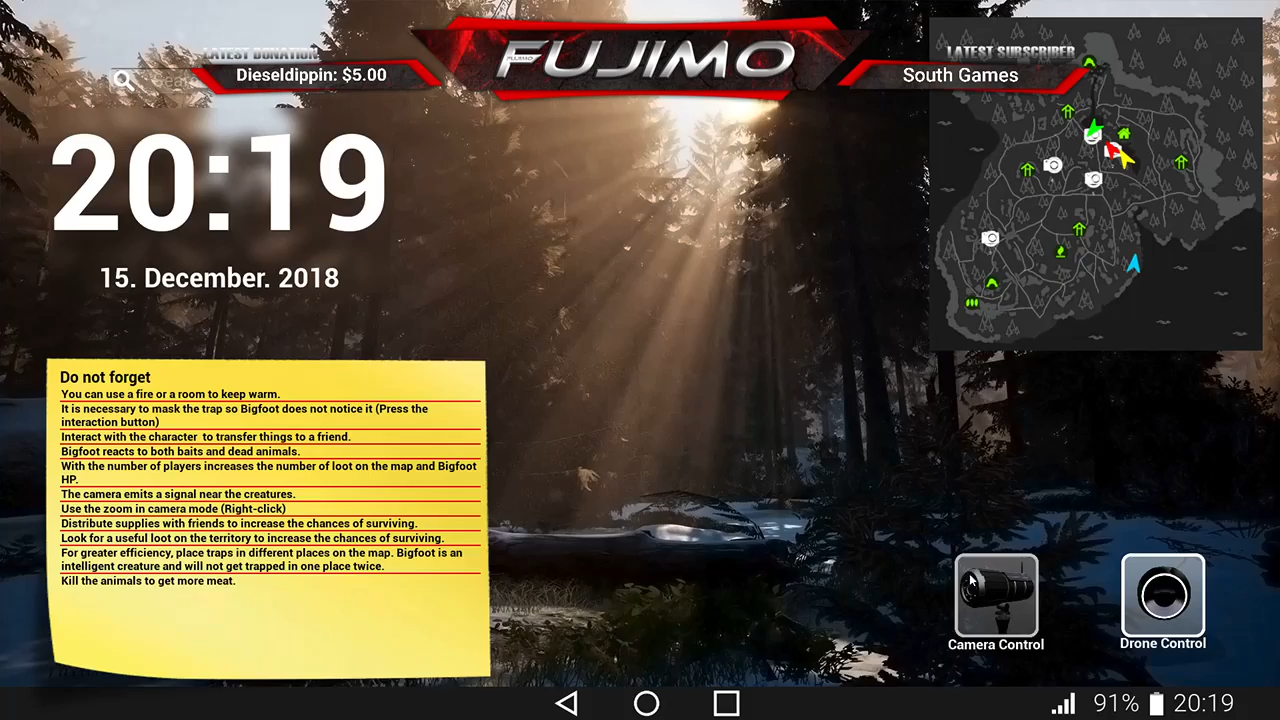 LATEST DONATION
Dieseldippin: $5.00
FUJIMO
LATEST SUBSCRIBER
South Games
20:19
15. December. 2018
Do not forget
You can use a fire or a room to keep warm.
It is necessary to mask the trap so Bigfoot does not notice it (Press the
interaction button)
Interact with the character  to transfer things to a friend.
Bigfoot reacts to both baits and dead animals.
With the number of players increases the number of loot on the map and Bigfoot
HP.
The camera emits a signal near the creatures.
Use the zoom in camera mode (Right-click)
Distribute supplies with friends to increase the chances of surviving.
Look for a useful loot on the territory to increase the chances of surviving.
For greater efficiency, place traps in different places on the map. Bigfoot is an
intelligent creature and will not get trapped in one place twice.
Kill the animals to get more meat.
Camera Control
Drone Control
91% 20:19